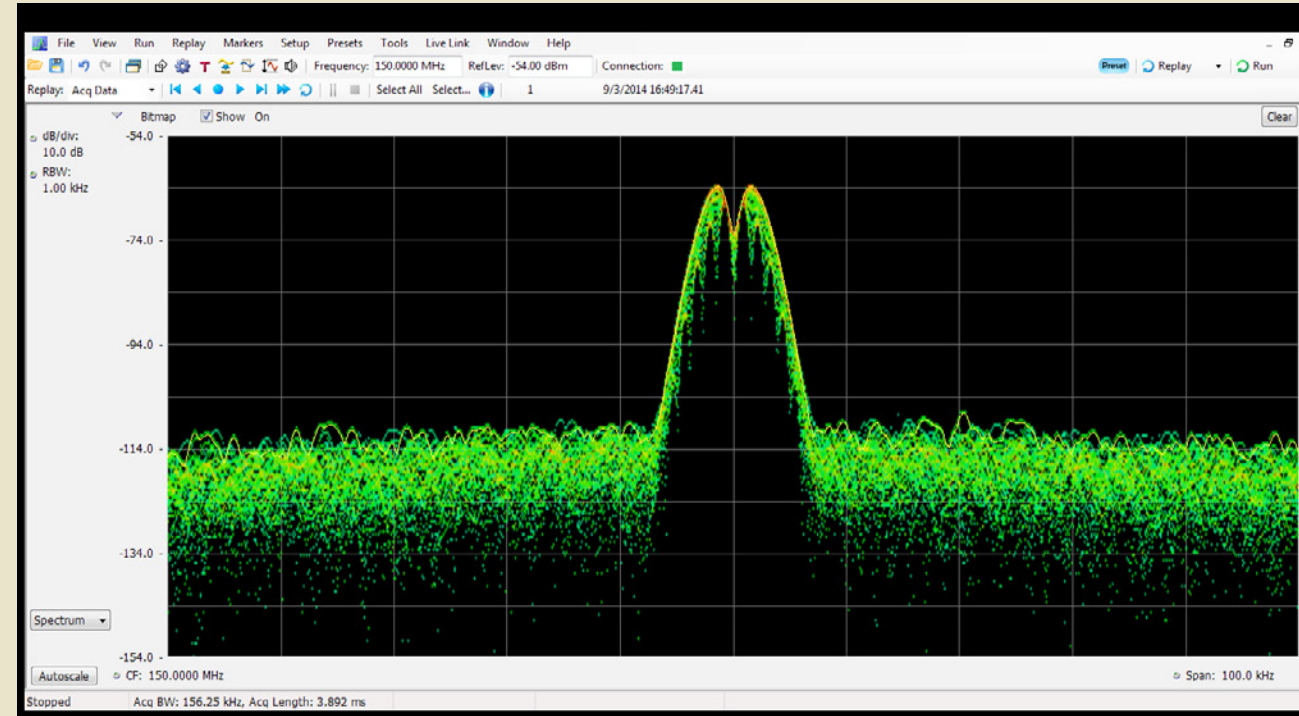 File View Run Replay Markers Setup Presets Tools Live Link Window Help
T Frequency: 150.0000 MHz RefLev: -54.00 dBm Connection: Preset Replay Run
Replay: Acq Data Select All Select... 1 9/3/2014 16:49:17.41
Bitmap Show On Clear
dB/div: -54.0
10.0 dB
RBW:
1.00 kHz
-74.0
-94.0
-114.0
-134.0
Spectrum
-154.0
Autoscale CF: 150.0000 MHz Span: 100.0 kHz
Stopped Acq BW: 156.25 kHz, Acq Length: 3.892 ms